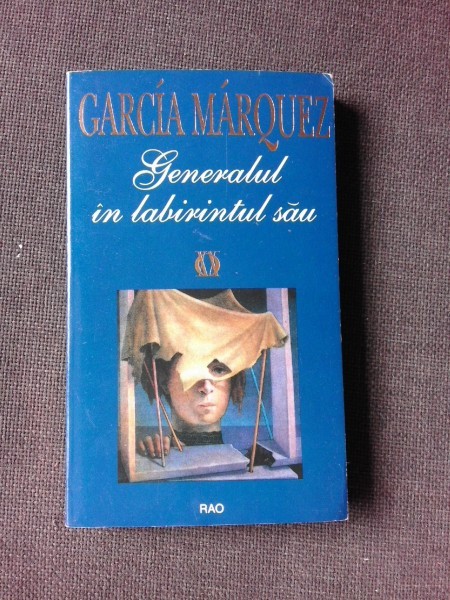 GARCÍA MÁRQUEZ
Generalul
în labirintul său
RAO